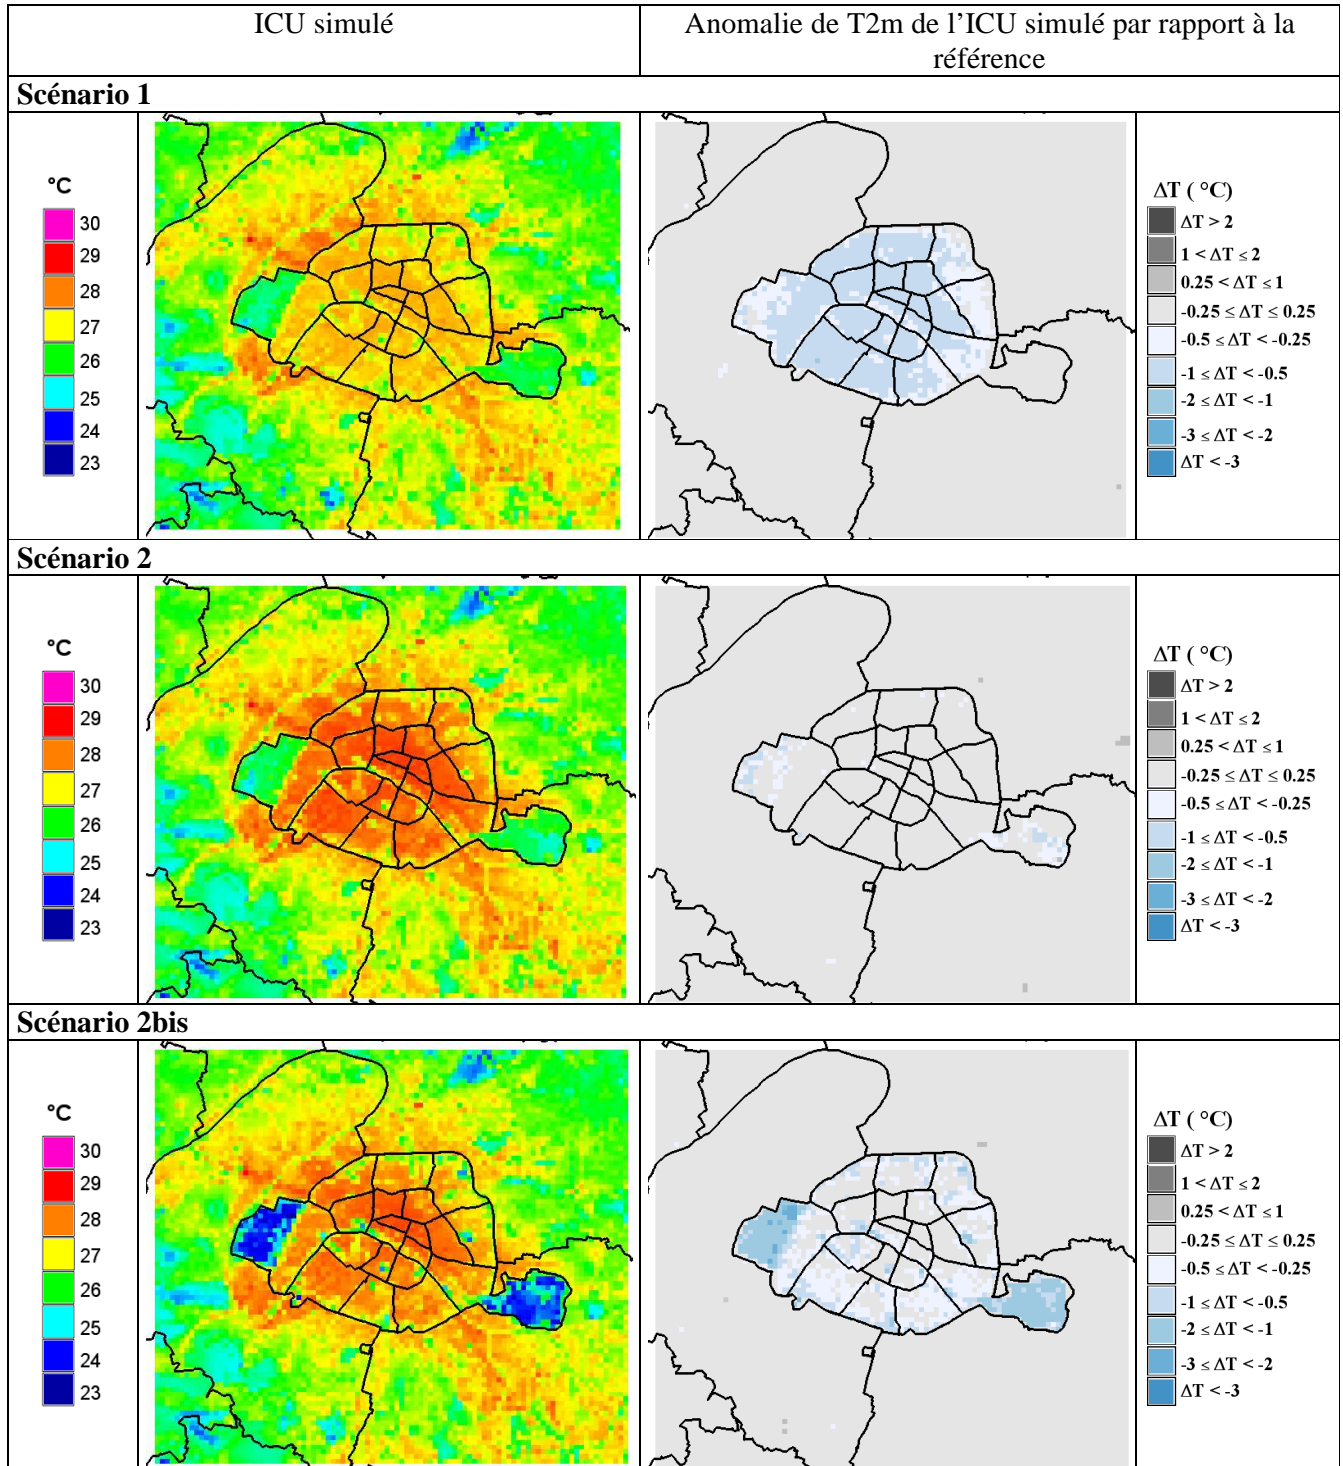 ICU simulé
Anomalie de T2m de l’ICU simulé par rapport à la
référence
Scénario 1
°C
30
29
28
27
26
25
24
23
ΔT ( °C)
ΔT > 2
1 < ΔT ≤ 2
0.25 < ΔT ≤ 1
-0.25 ≤ ΔT ≤ 0.25
-0.5 ≤ ΔT < -0.25
-1 ≤ ΔT < -0.5
-2 ≤ ΔT < -1
-3 ≤ ΔT < -2
ΔT < -3
Scénario 2
°C
30
29
28
27
26
25
24
23
ΔT ( °C)
ΔT > 2
1 < ΔT ≤ 2
0.25 < ΔT ≤ 1
-0.25 ≤ ΔT ≤ 0.25
-0.5 ≤ ΔT < -0.25
-1 ≤ ΔT < -0.5
-2 ≤ ΔT < -1
-3 ≤ ΔT < -2
ΔT < -3
Scénario 2bis
°C
30
29
28
27
26
25
24
23
ΔT ( °C)
ΔT > 2
1 < ΔT ≤ 2
0.25 < ΔT ≤ 1
-0.25 ≤ ΔT ≤ 0.25
-0.5 ≤ ΔT < -0.25
-1 ≤ ΔT < -0.5
-2 ≤ ΔT < -1
-3 ≤ ΔT < -2
ΔT < -3